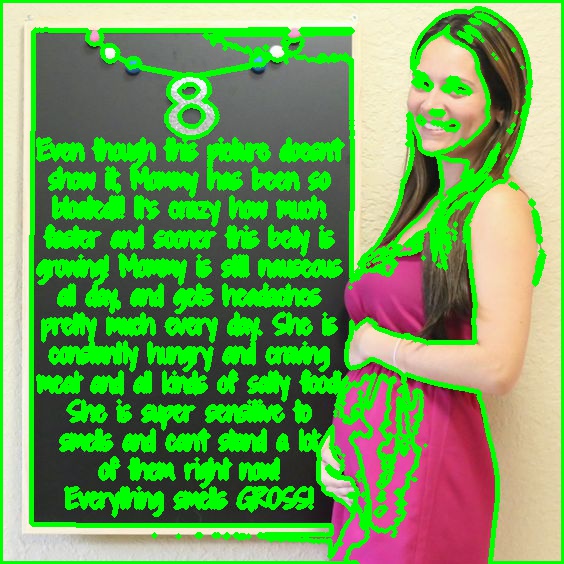 8
Even though this picture doesn't
show it, Mommy has been so
bloated!! It's crazy how much
faster and sooner this belly is
growing! Mommy is still nauseous
all day, and gets headaches
pretty much every day. She is
constantly hungry and craving
meat and all kinds of salty foods.
She is super sensitive to
smells and can't stand a lot
of them right now!
Everything smells GROSS!